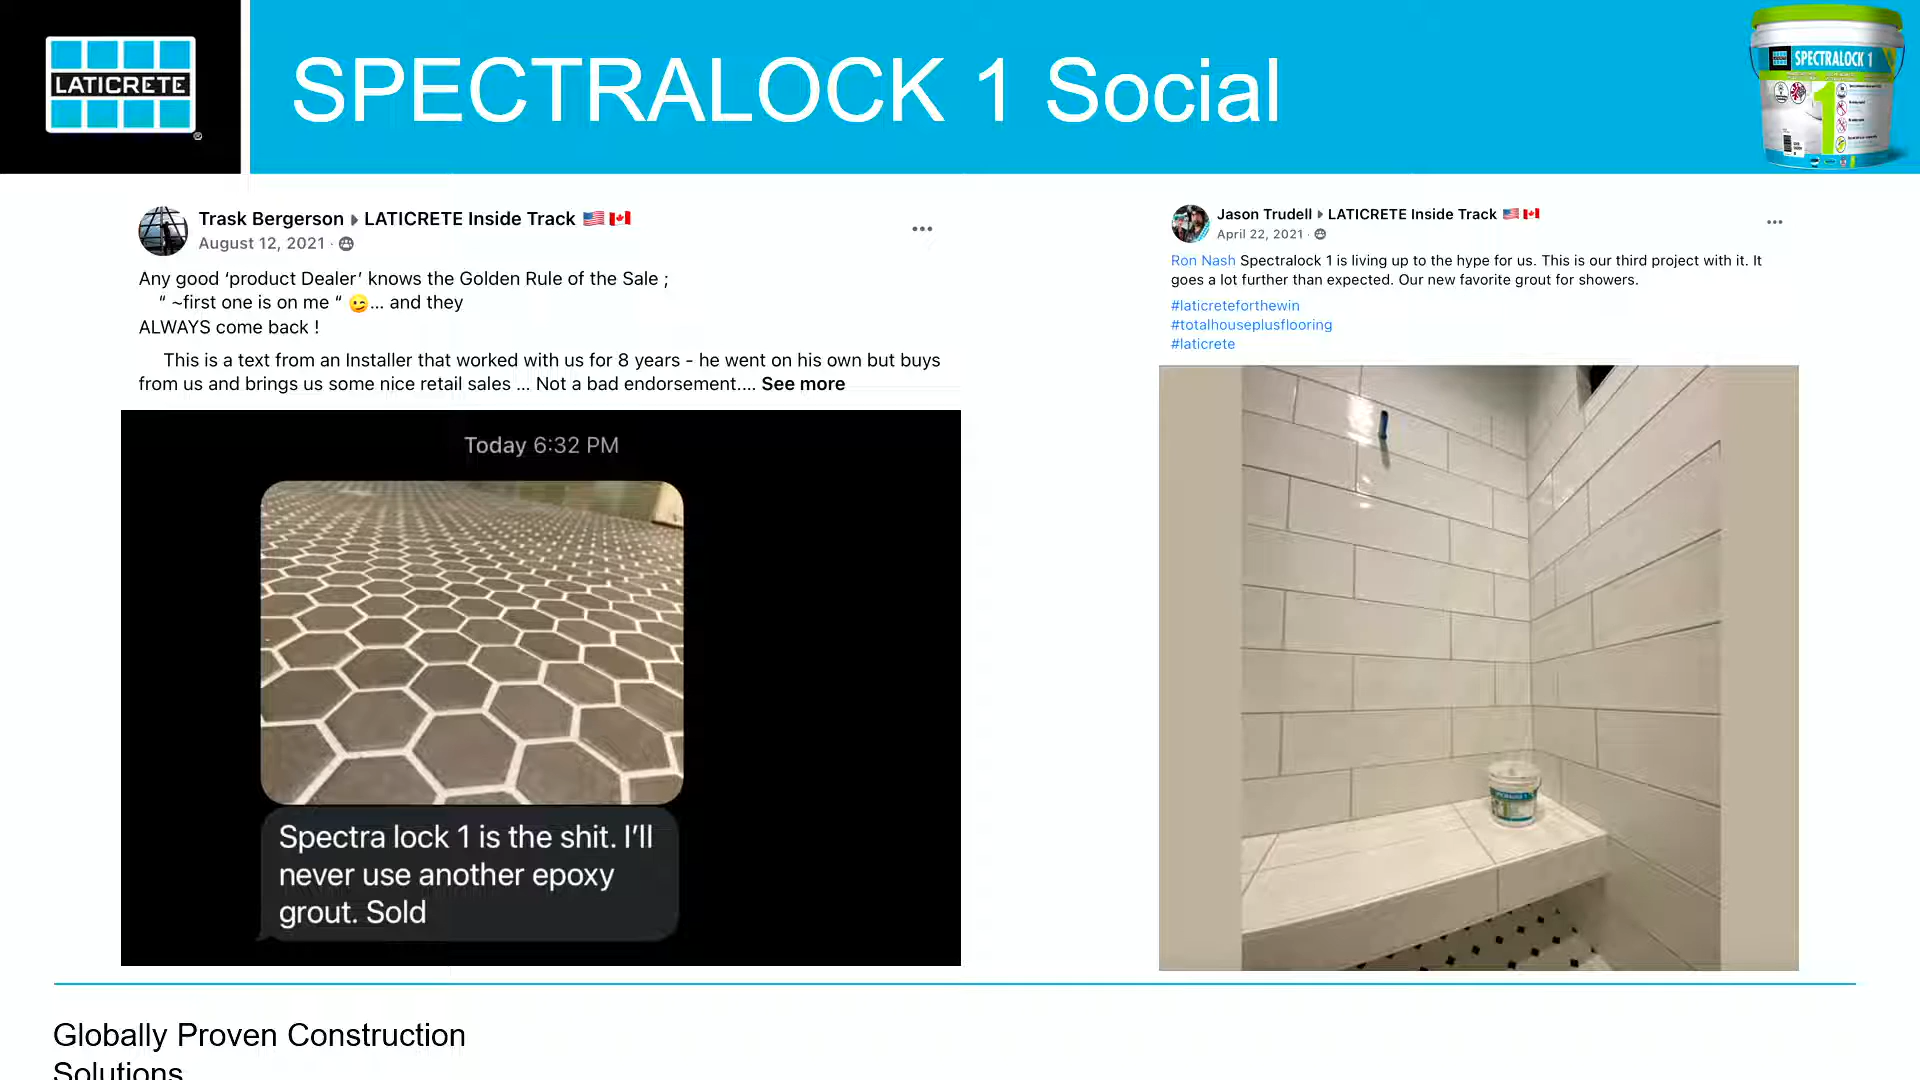 LATICRETE
®
SPECTRALOCK 1 Social
SPECTRALOCK 1
1
Trask Bergerson LATICRETE Inside Track 🇺🇸🇨🇦
August 12, 2021 ·
Any good ‘product Dealer’ knows the Golden Rule of the Sale ;
“ ~first one is on me “ 😉... and they
ALWAYS come back !
This is a text from an Installer that worked with us for 8 years - he went on his own but buys
from us and brings us some nice retail sales ... Not a bad endorsement.... See more
Today 6:32 PM
Spectra lock 1 is the shit. I’ll
never use another epoxy
grout. Sold
Jason Trudell LATICRETE Inside Track 🇺🇸🇨🇦
April 22, 2021 ·
Ron Nash Spectralock 1 is living up to the hype for us. This is our third project with it. It
goes a lot further than expected. Our new favorite grout for showers.
#laticreteforthewin
#totalhouseplusflooring
#laticrete
Globally Proven Construction
Solutions